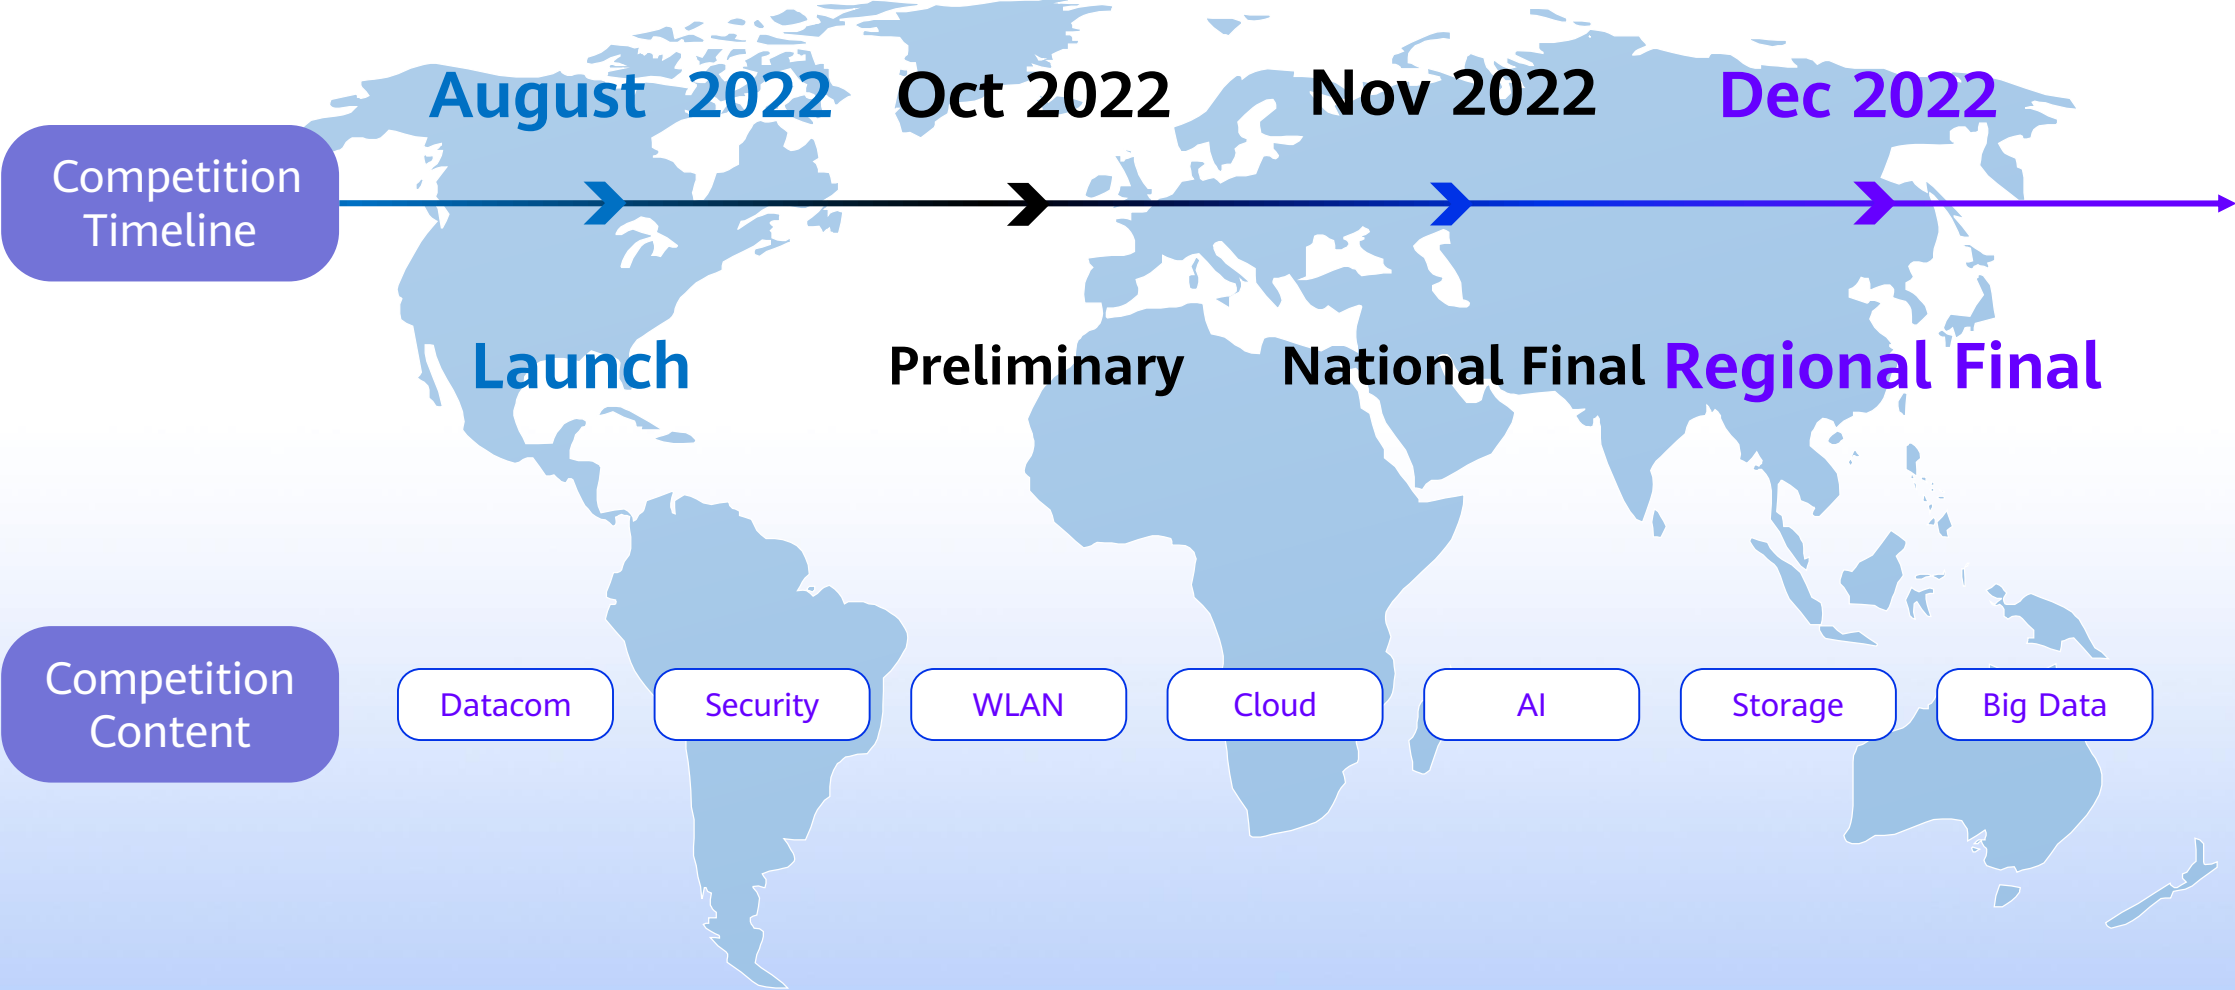 August 2022
Oct 2022
Nov 2022
Dec 2022
Competition
Timeline
Launch
Preliminary
National Final
Regional Final
Competition
Content
Datacom
Security
WLAN
Cloud
AI
Storage
Big Data